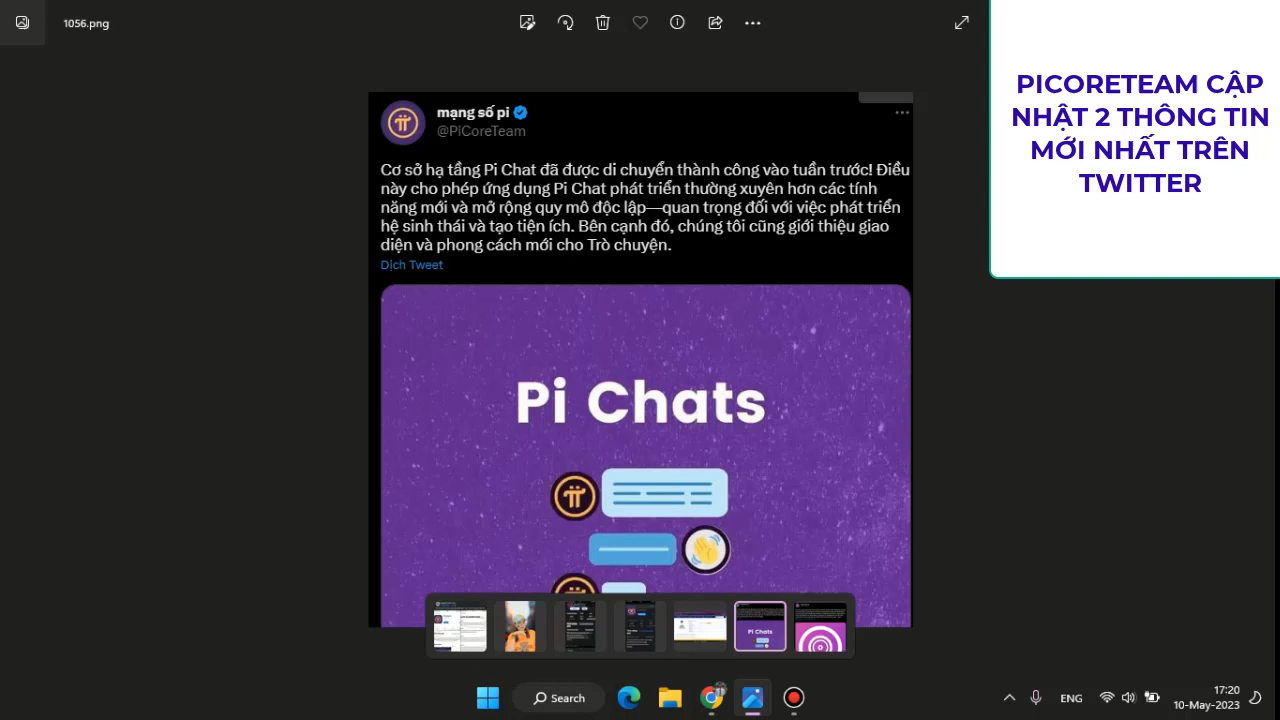 1056.png
PICORETEAM CẬP
NHẬT 2 THÔNG TIN
MỚI NHẤT TRÊN
TWITTER
mạng số pi
@PiCoreTeam
Cơ sở hạ tầng Pi Chat đã được di chuyển thành công vào tuần trước! Điều
này cho phép ứng dụng Pi Chat phát triển thường xuyên hơn các tính
năng mới và mở rộng quy mô độc lập—quan trọng đối với việc phát triển
hệ sinh thái và tạo tiện ích. Bên cạnh đó, chúng tôi cũng giới thiệu giao
diện và phong cách mới cho Trò chuyện.
Dịch Tweet
Pi Chats
Pi Chats
Search
ENG
17:20
10-May-2023